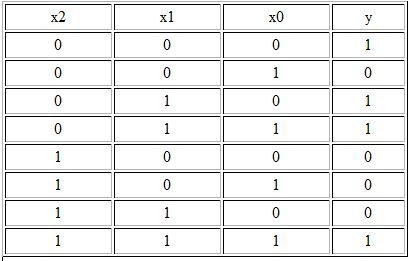 x2 x1 x0 y
0 0 0 1
0 0 1 0
0 1 0 1
0 1 1 1
1 0 0 0
1 0 1 0
1 1 0 0
1 1 1 1